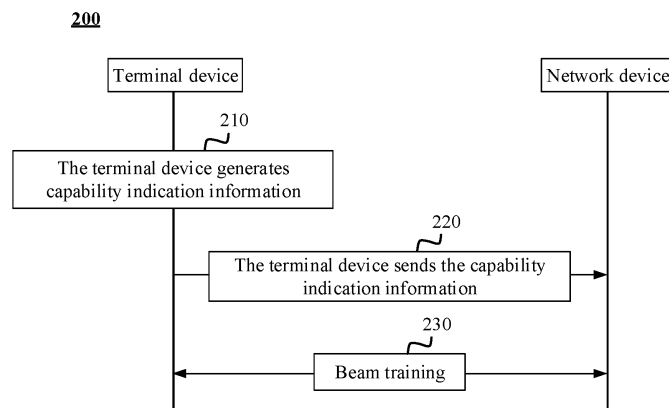 200
Terminal device
Network device
210
The terminal device generates
capability indication information
220
The terminal device sends the capability
indication information
230
Beam training